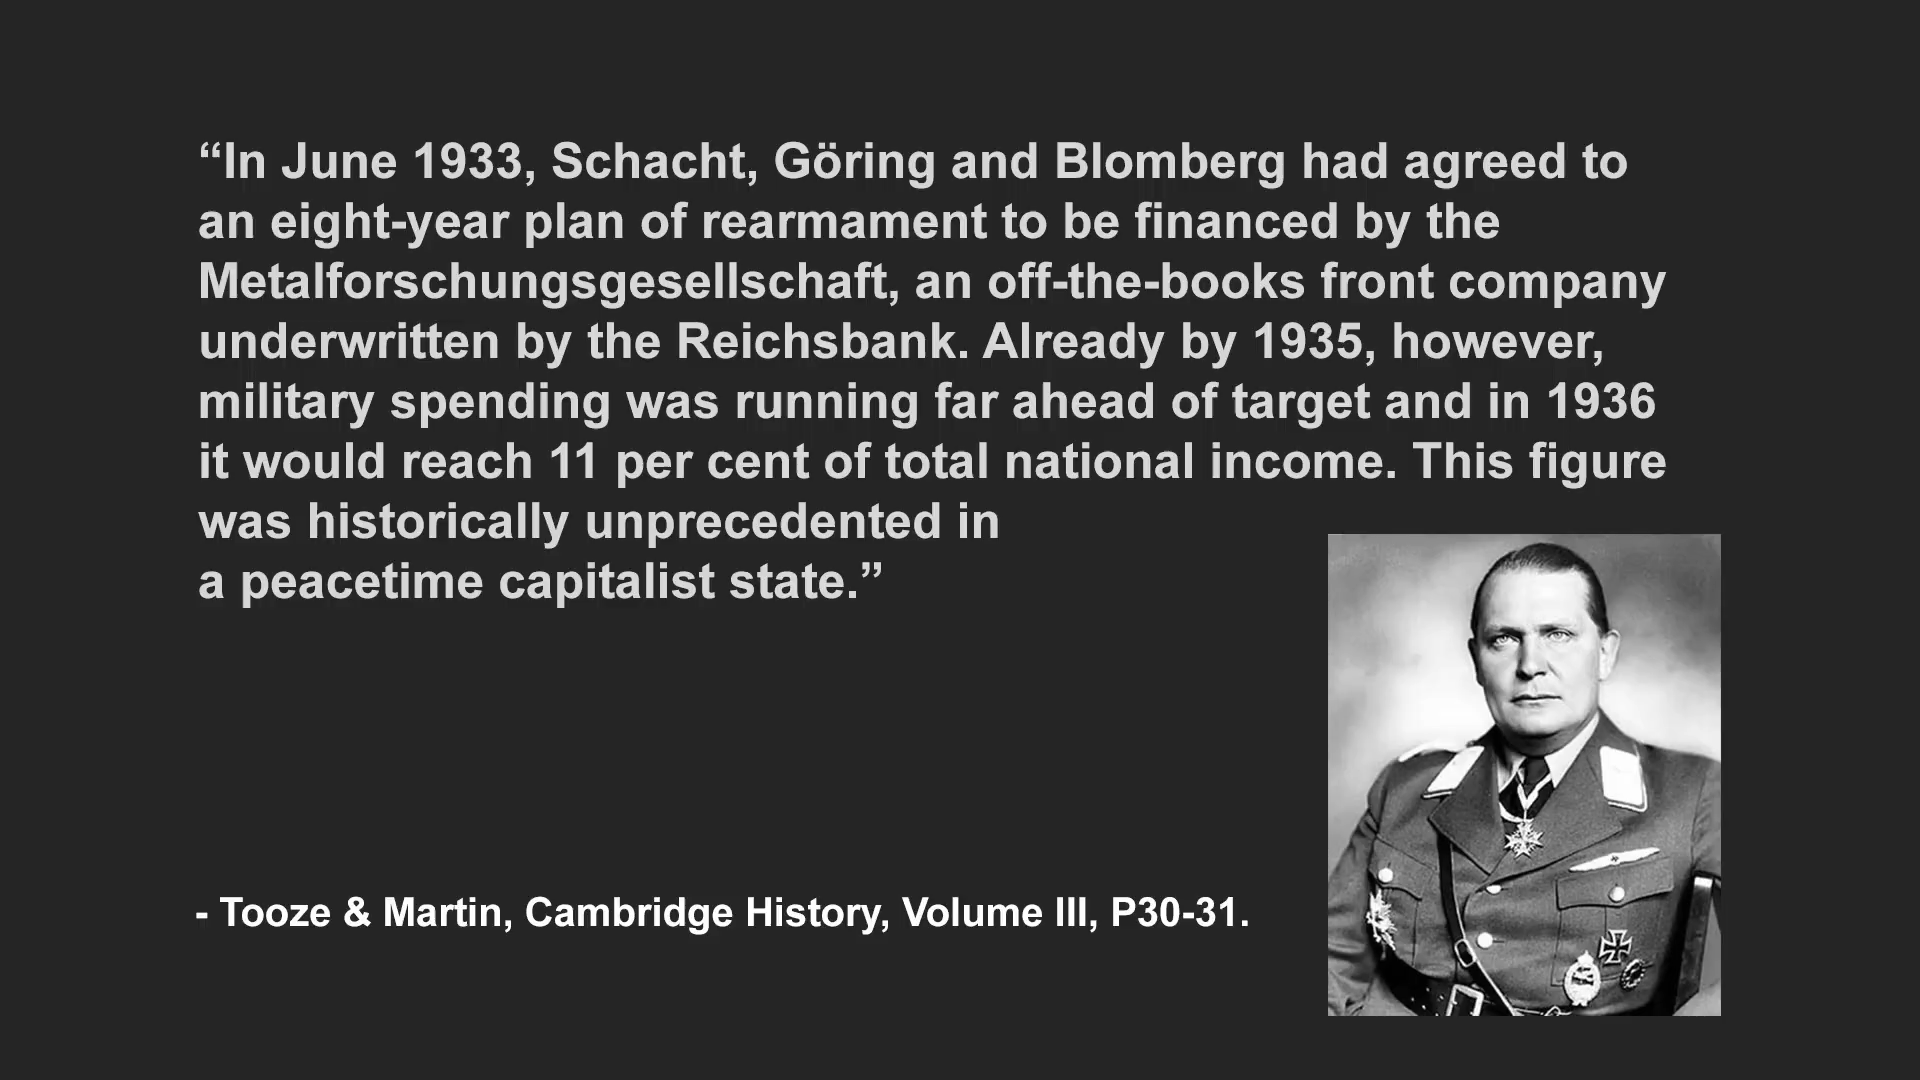 “In June 1933, Schacht, Göring and Blomberg had agreed to
an eight-year plan of rearmament to be financed by the
Metalforschungsgesellschaft, an off-the-books front company
underwritten by the Reichsbank. Already by 1935, however,
military spending was running far ahead of target and in 1936
it would reach 11 per cent of total national income. This figure
was historically unprecedented in
a peacetime capitalist state.”
- Tooze & Martin, Cambridge History, Volume III, P30-31.